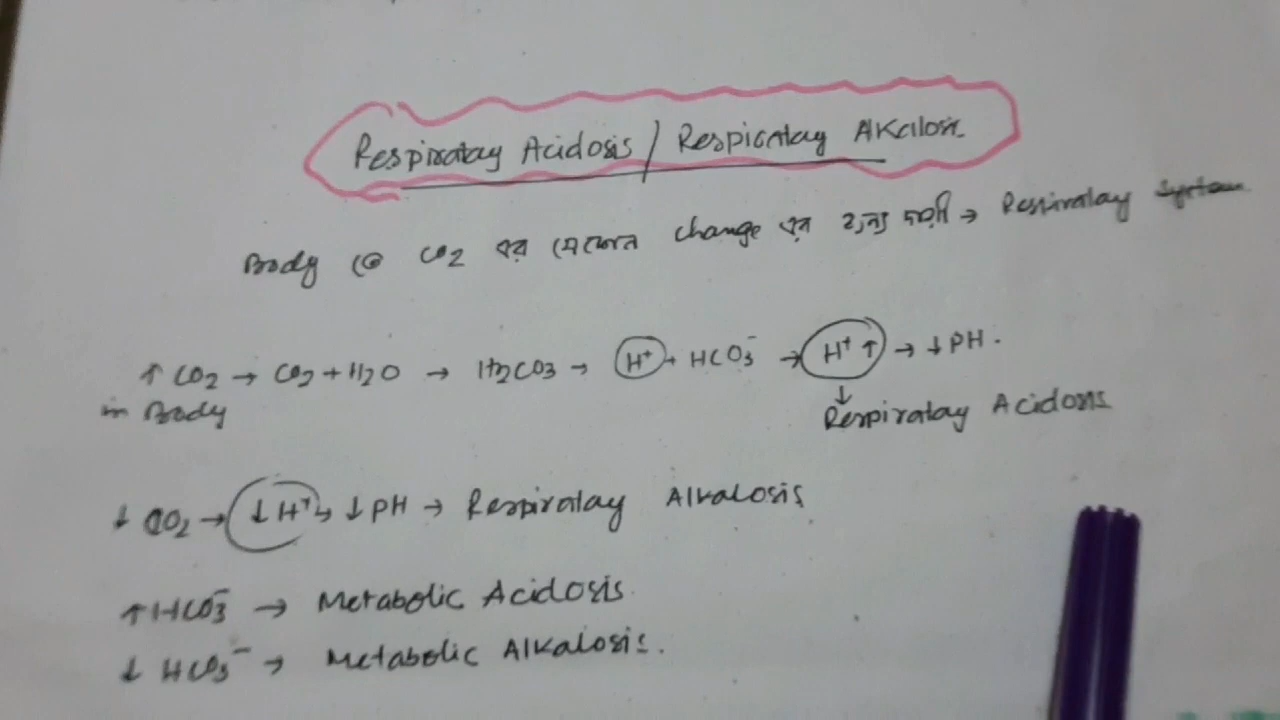 Respiratory Acidosis / Respiratory Alkalosis
Body তে CO2 এর যেকোন change এর জন্য দায়ী → Respiratory System
↑ CO2 → CO2 + H2O → H2CO3 → H⁺ + HCO3⁻ → H⁺ ↑ → ↓ PH.
in Body
↓
Respiratory Acidosis
↓ CO2 → ↓ H⁺ → ↓ PH → Respiratory Alkalosis
↑ HCO3⁻ → Metabolic Acidosis
↓ HCO3⁻ → Metabolic Alkalosis.